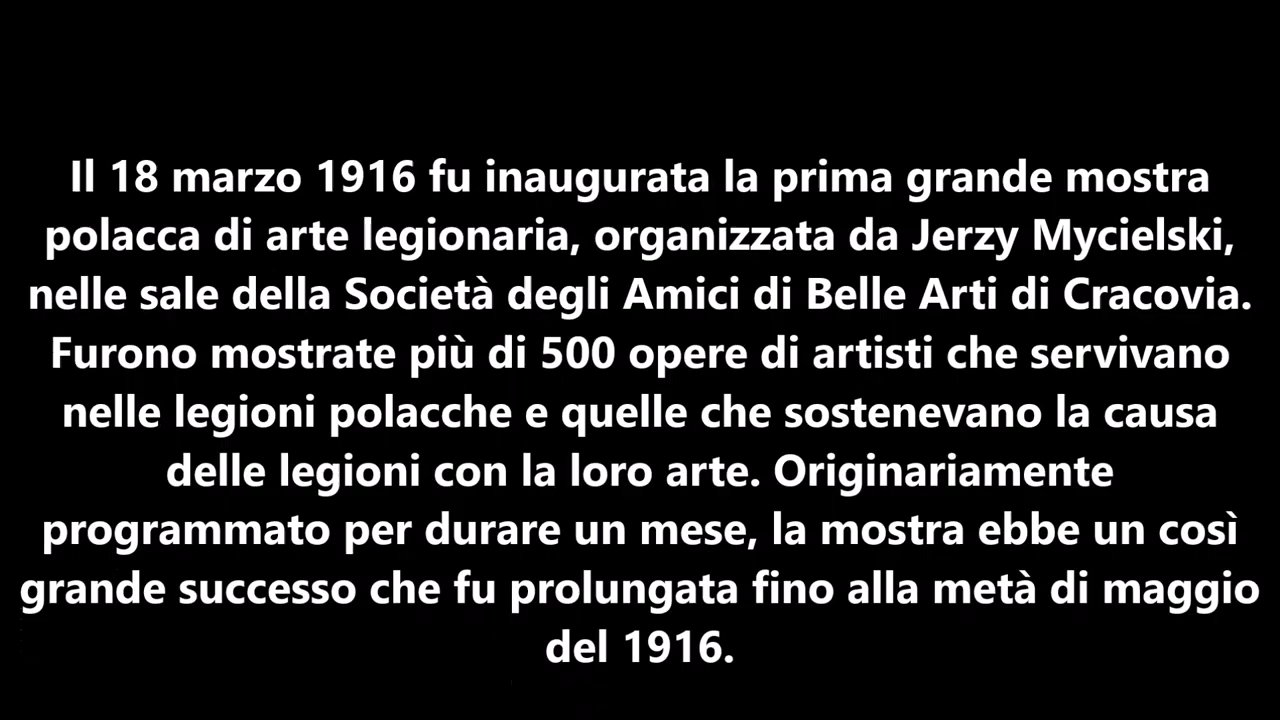 Il 18 marzo 1916 fu inaugurata la prima grande mostra
polacca di arte legionaria, organizzata da Jerzy Mycielski,
nelle sale della Società degli Amici di Belle Arti di Cracovia.
Furono mostrate più di 500 opere di artisti che servivano
nelle legioni polacche e quelle che sostenevano la causa
delle legioni con la loro arte. Originariamente
programmato per durare un mese, la mostra ebbe un così
grande successo che fu prolungata fino alla metà di maggio
del 1916.